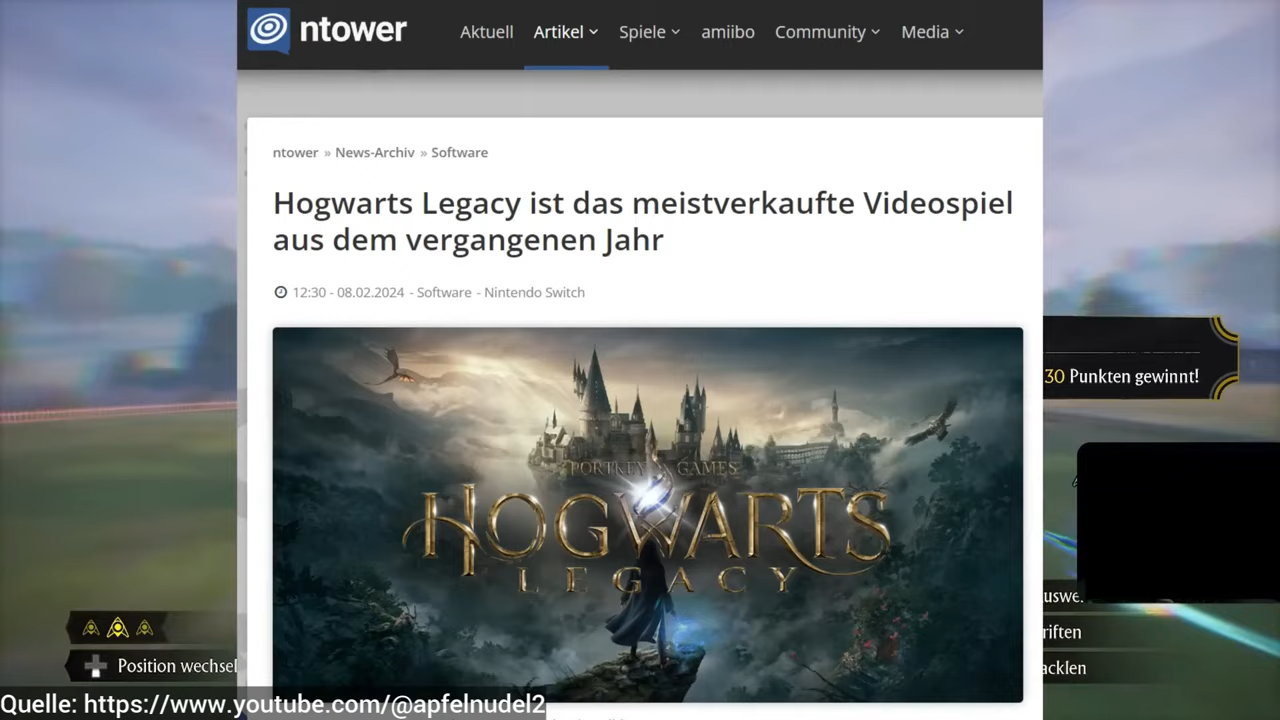 ntower
Aktuell Artikel Spiele amiibo Community Media
ntower » News-Archiv » Software
Hogwarts Legacy ist das meistverkaufte Videospiel
aus dem vergangenen Jahr
12:30 - 08.02.2024 - Software - Nintendo Switch
PORTKEY GAMES
HOGWARTS
LEGACY
30 Punkten gewinnt!
riften
acklen
Position wechsel
Quelle: https://www.youtube.com/@apfelnudel2